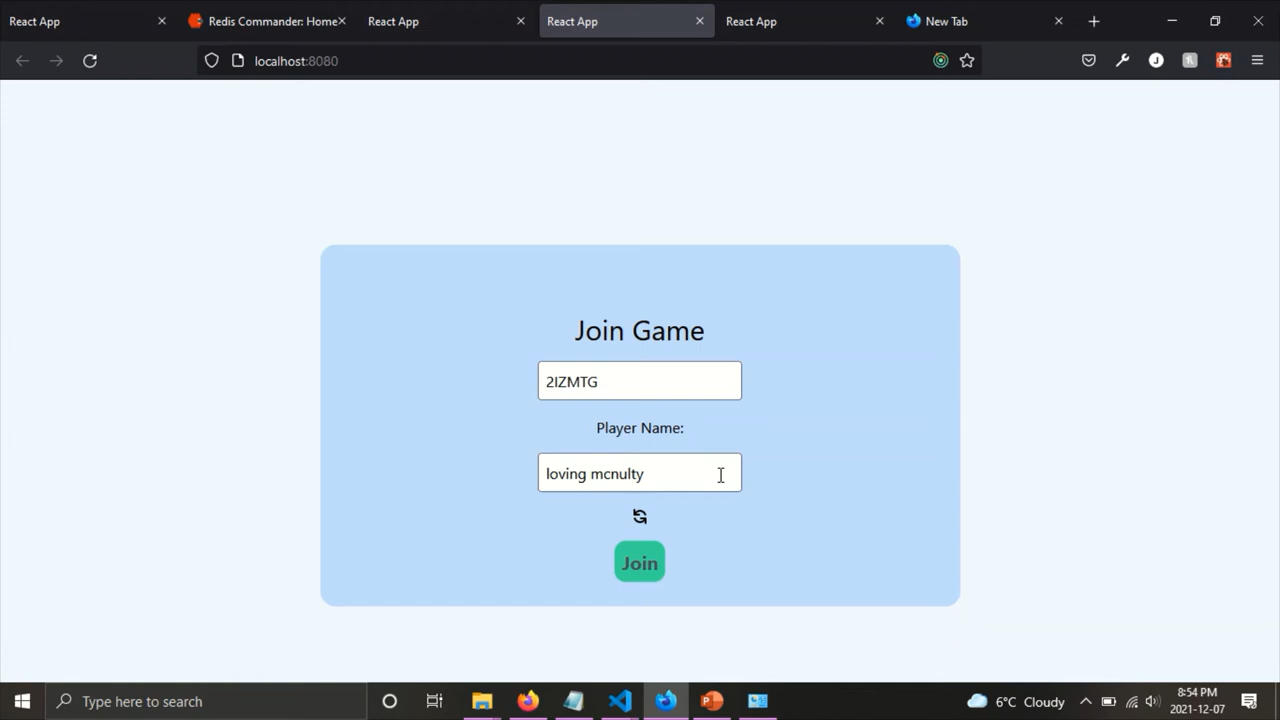 React App
Redis Commander: Home
React App
React App
React App
New Tab
localhost:8080
Join Game
2IZMTG
Player Name:
loving mcnulty
Join
Type here to search
6°C Cloudy
8:54 PM
2021-12-07